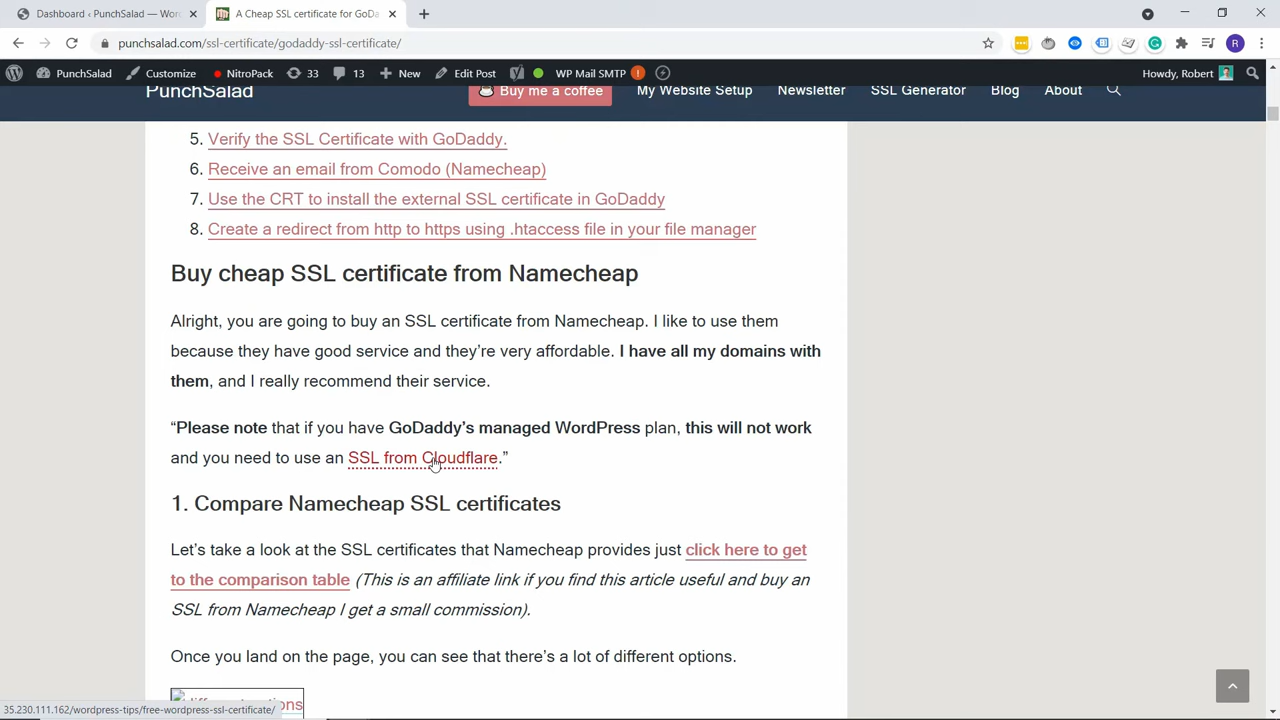 Dashboard ‹ PunchSalad — Wor
A Cheap SSL certificate for GoDa
punchsalad.com/ssl-certificate/godaddy-ssl-certificate/
R
PunchSalad Customize NitroPack 33 13 New Edit Post WP Mail SMTP ! Howdy, Robert
PunchSalad Buy me a coffee My Website Setup Newsletter SSL Generator Blog About
5. Verify the SSL Certificate with GoDaddy.
6. Receive an email from Comodo (Namecheap)
7. Use the CRT to install the external SSL certificate in GoDaddy
8. Create a redirect from http to https using .htaccess file in your file manager
Buy cheap SSL certificate from Namecheap
Alright, you are going to buy an SSL certificate from Namecheap. I like to use them
because they have good service and they’re very affordable. I have all my domains with
them, and I really recommend their service.
“Please note that if you have GoDaddy’s managed WordPress plan, this will not work
and you need to use an SSL from Cloudflare.”
1. Compare Namecheap SSL certificates
Let’s take a look at the SSL certificates that Namecheap provides just click here to get
to the comparison table (This is an affiliate link if you find this article useful and buy an
SSL from Namecheap I get a small commission).
Once you land on the page, you can see that there’s a lot of different options.
35.230.111.162/wordpress-tips/free-wordpress-ssl-certificate/